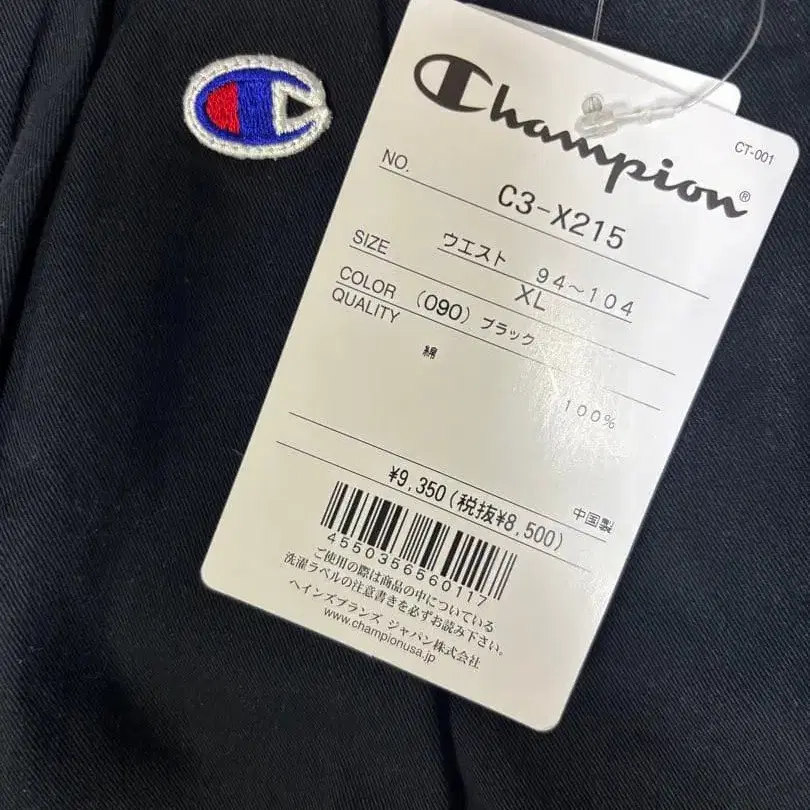 Champion®
CT-001
NO.
C3-X215
SIZE ウエスト 94~104
XL
COLOR (090) ブラック
QUALITY
綿
100%
¥9,350(税抜¥8,500)
中国製
4550356560117
ご使用の際は商品の中についている
洗濯ラベルの注意書きを必ずお読み下さい。
ヘインズブランズ ジャパン株式会社
www.championusa.jp